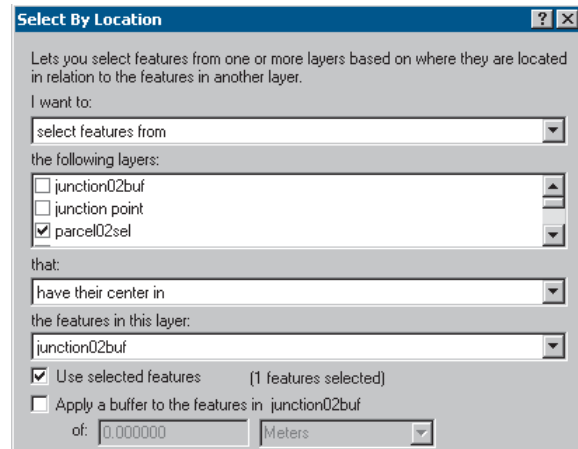 Select By Location
Lets you select features from one or more layers based on where they are located
in relation to the features in another layer.
I want to:
select features from
the following layers:
junction02buf
junction point
parcel02sel
that:
have their center in
the features in this layer:
junction02buf
Use selected features (1 features selected)
Apply a buffer to the features in junction02buf
of: 0.000000 Meters